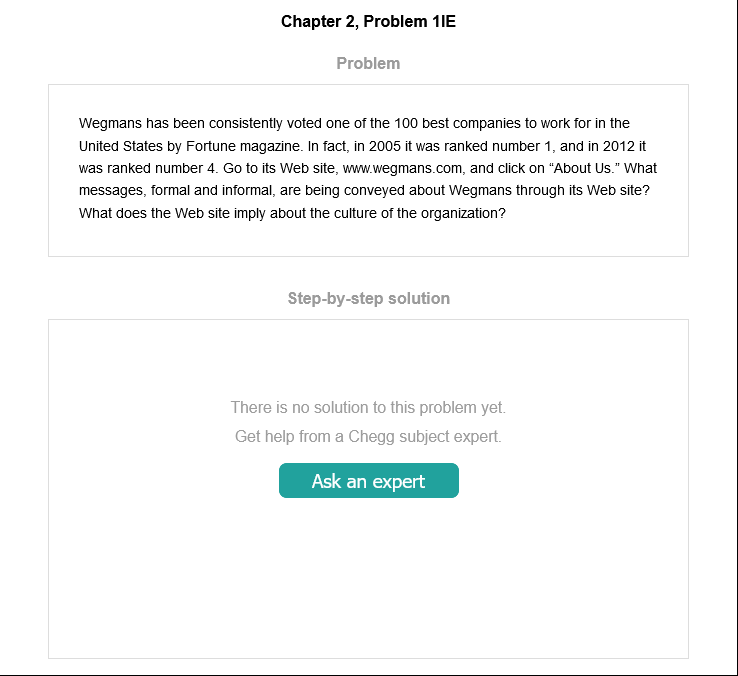 Chapter 2, Problem 1IE
Problem
Wegmans has been consistently voted one of the 100 best companies to work for in the
United States by Fortune magazine. In fact, in 2005 it was ranked number 1, and in 2012 it
was ranked number 4. Go to its Web site, www.wegmans.com, and click on “About Us.” What
messages, formal and informal, are being conveyed about Wegmans through its Web site?
What does the Web site imply about the culture of the organization?
Step-by-step solution
There is no solution to this problem yet.
Get help from a Chegg subject expert.
Ask an expert